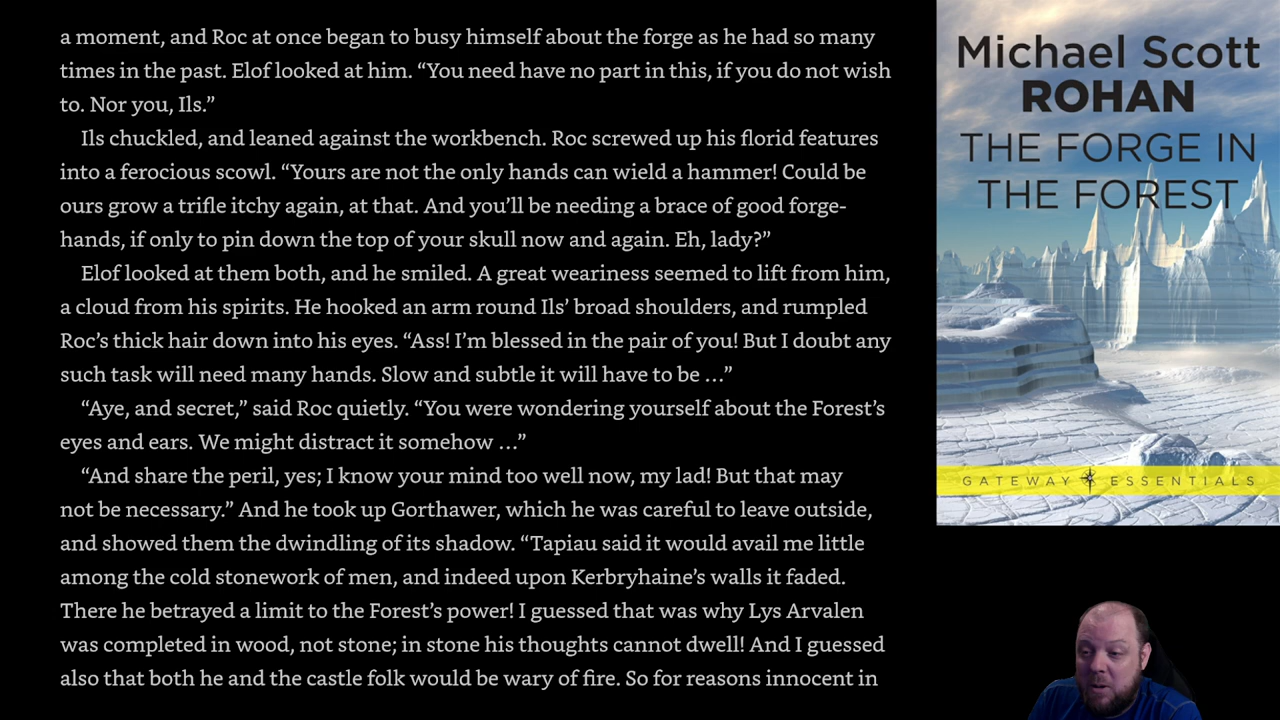 a moment, and Roc at once began to busy himself about the forge as he had so many
times in the past. Elof looked at him. “You need have no part in this, if you do not wish
to. Nor you, Ils.”
Ils chuckled, and leaned against the workbench. Roc screwed up his florid features
into a ferocious scowl. “Yours are not the only hands can wield a hammer! Could be
ours grow a trifle itchy again, at that. And you’ll be needing a brace of good forge-
hands, if only to pin down the top of your skull now and again. Eh, lady?”
Elof looked at them both, and he smiled. A great weariness seemed to lift from him,
a cloud from his spirits. He hooked an arm round Ils’ broad shoulders, and rumpled
Roc’s thick hair down into his eyes. “Ass! I’m blessed in the pair of you! But I doubt any
such task will need many hands. Slow and subtle it will have to be …”
“Aye, and secret,” said Roc quietly. “You were wondering yourself about the Forest’s
eyes and ears. We might distract it somehow …”
“And share the peril, yes; I know your mind too well now, my lad! But that may
not be necessary.” And he took up Gorthawer, which he was careful to leave outside,
and showed them the dwindling of its shadow. “Tapiau said it would avail me little
among the cold stonework of men, and indeed upon Kerbryhaine’s walls it faded.
There he betrayed a limit to the Forest’s power! I guessed that was why Lys Arvalen
was completed in wood, not stone; in stone his thoughts cannot dwell! And I guessed
also that both he and the castle folk would be wary of fire. So for reasons innocent in
Michael Scott
ROHAN
THE FORGE IN
THE FOREST
GATEWAY ESSENTIALS